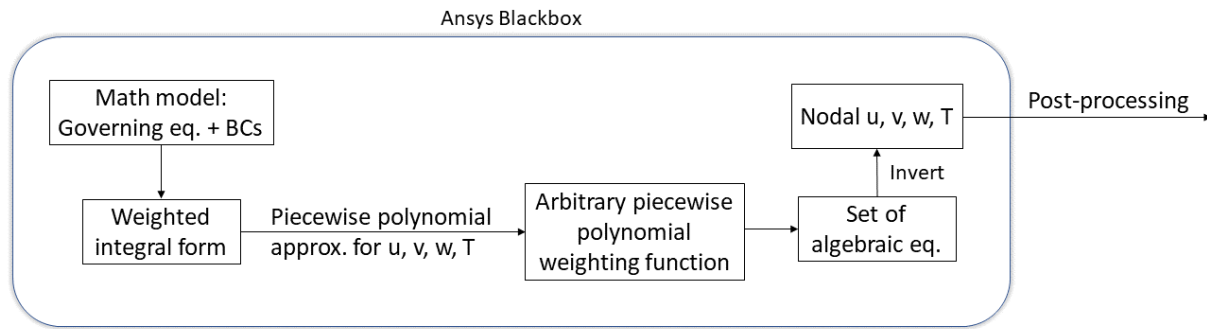 Ansys Blackbox
Math model:
Governing eq. + BCs
Weighted
integral form
Piecewise polynomial
approx. for u, v, w, T
Arbitrary piecewise
polynomial
weighting function
Set of
algebraic eq.
Invert
Nodal u, v, w, T
Post-processing